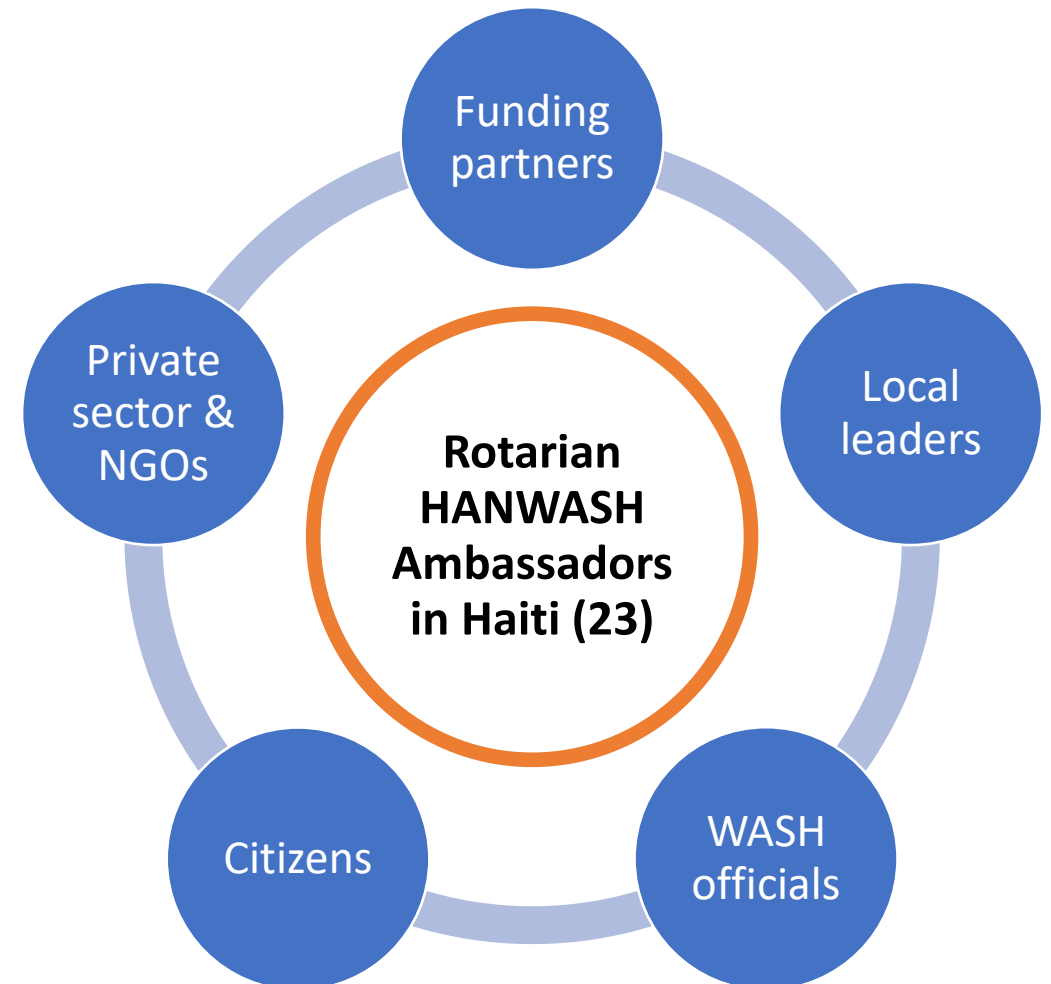 Funding
partners
Private
sector &
NGOs
Local
leaders
Rotarian
HANWASH
Ambassadors
in Haiti (23)
Citizens
WASH
officials